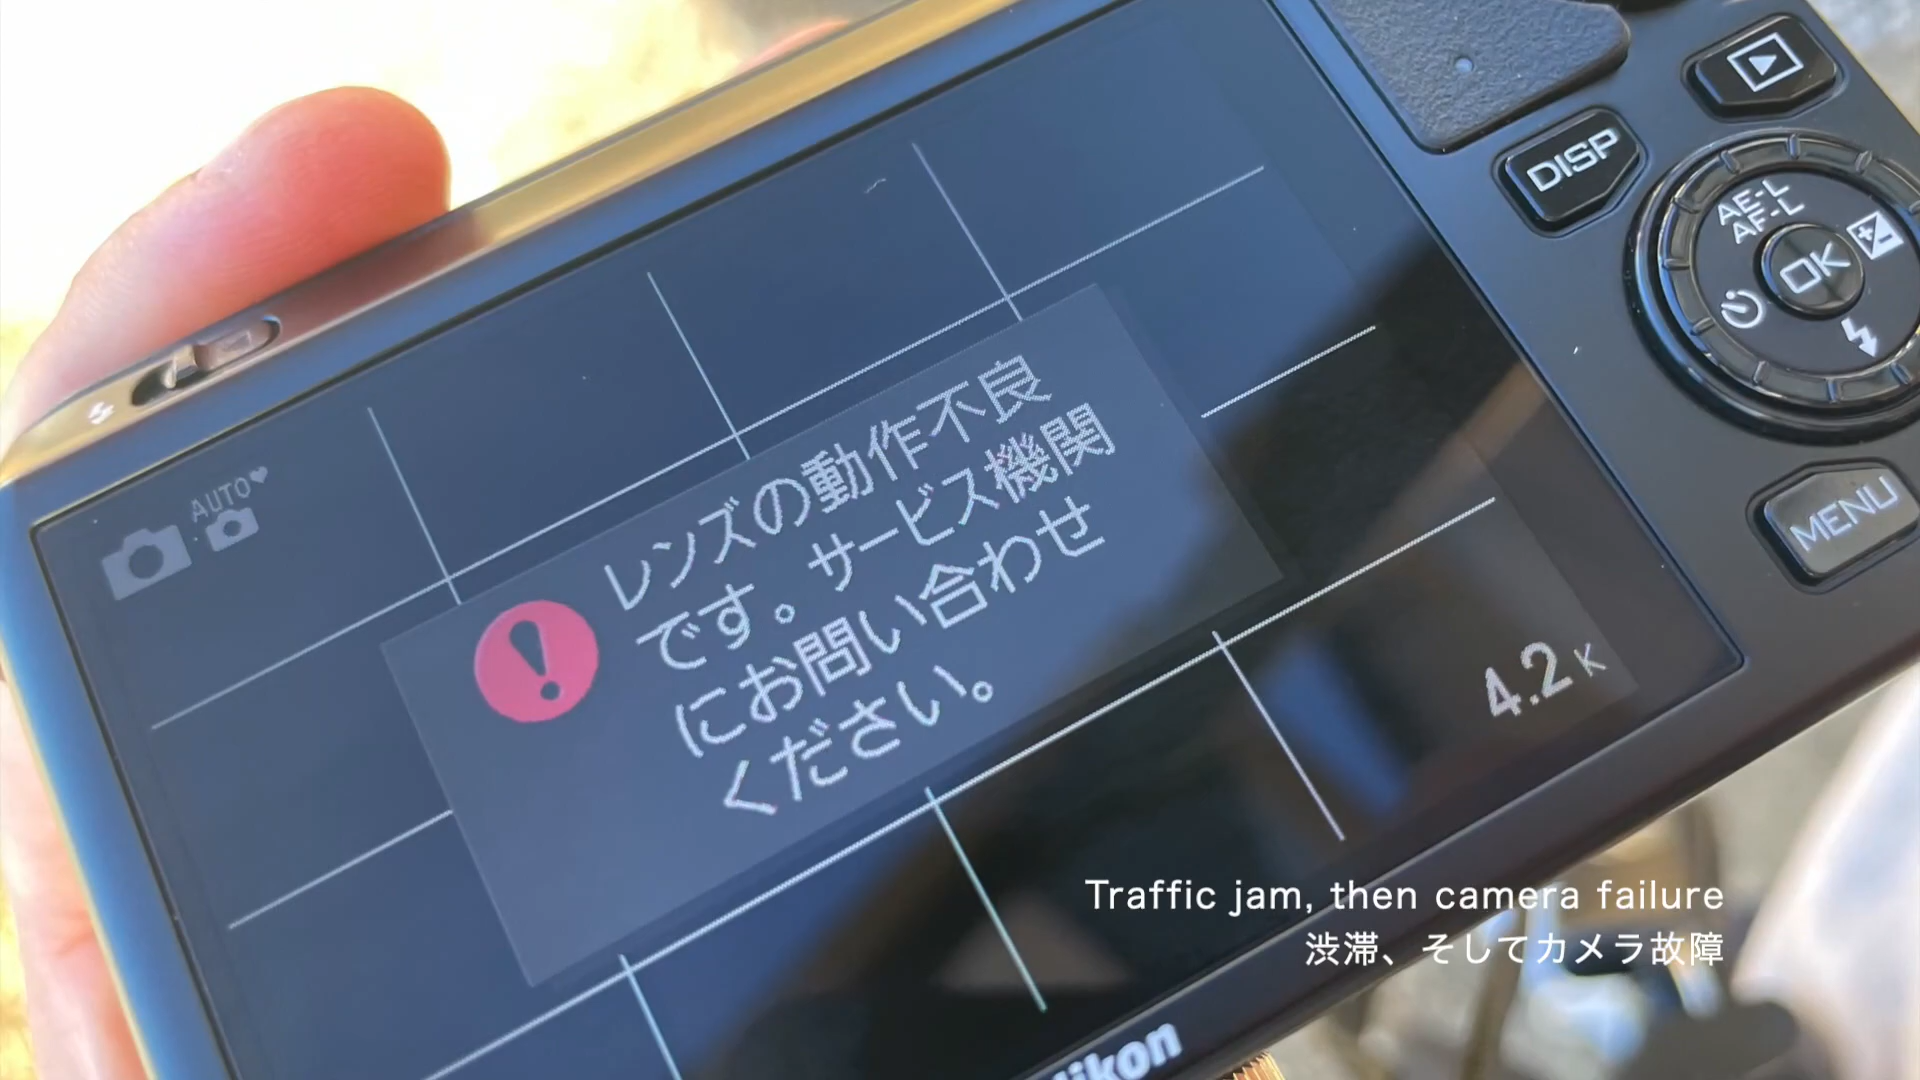 AUTO
レンズの動作不良
です。サービス機関
にお問い合わせ
ください。
4.2K
DISP
AE-L
AF-L
OK
MENU
Nikon
Traffic jam, then camera failure
渋滞、そしてカメラ故障